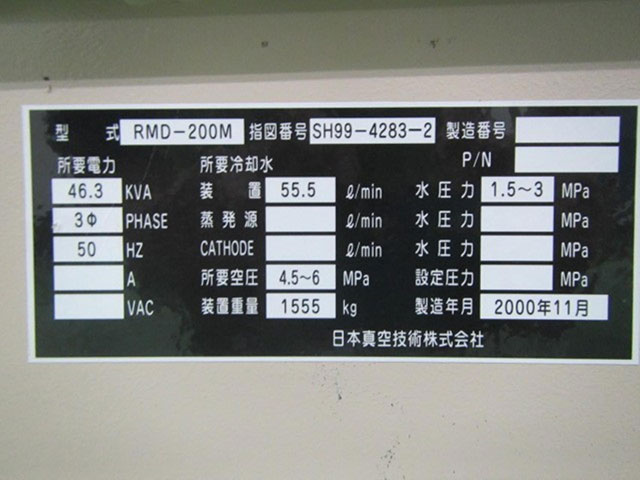 型 式 RMD-200M 指図番号 SH99-4283-2 製造番号
P/N
所要電力 所要冷却水
46.3 KVA 装 置 55.5 ℓ/min 水圧力 1.5~3 MPa
3Φ PHASE 蒸発源 ℓ/min 水圧力 MPa
50 HZ CATHODE ℓ/min 水圧力 MPa
A 所要空圧 4.5~6 MPa 設定圧力 MPa
VAC 装置重量 1555 kg 製造年月 2000年11月
日本真空技術株式会社